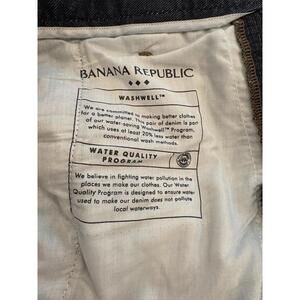 BANANA REPUBLIC
WASHWELL™
We are committed to making better clothes
for a better planet. This pair of denim is part
of our water-saving Washwell™ Program,
which uses at least 20% less water than
conventional wash methods.
WATER QUALITY
PROGRAM
We believe in fighting water pollution in the
places we make our clothes. Our Water
Quality Program is designed to ensure water
used to make our denim does not pollute
local waterways.